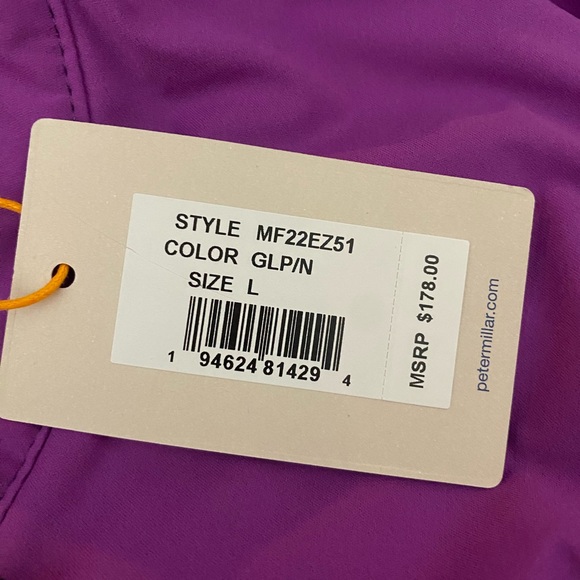 STYLE MF22EZ51
COLOR GLP/N
SIZE L
1 94624 81429 4
MSRP $178.00
petermillar.com